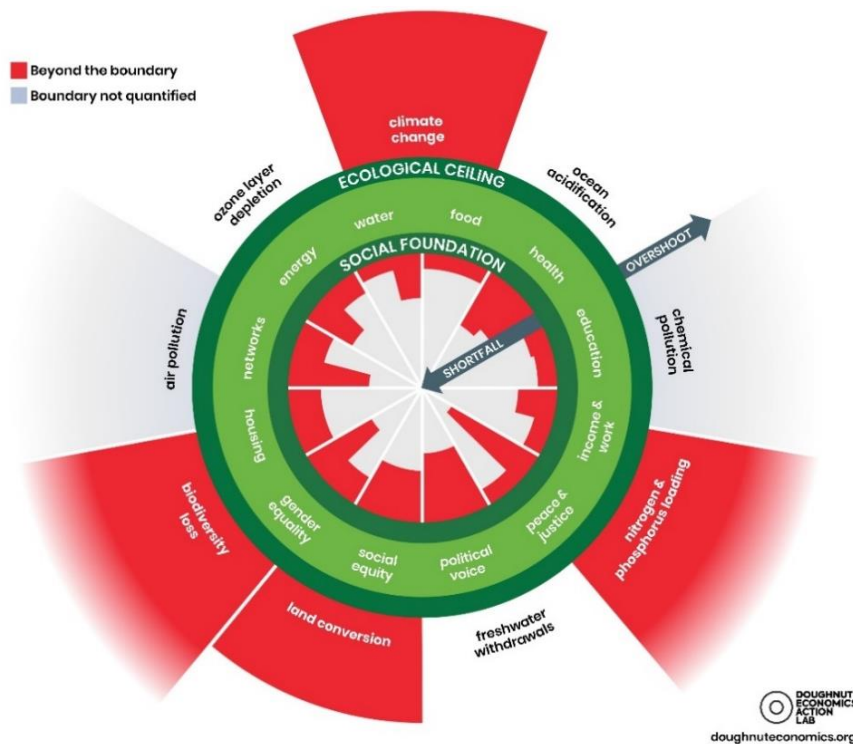 Beyond the boundary
Boundary not quantified
climate
change
ozone layer
depletion
ocean
acidification
ECOLOGICAL CEILING
OVERSHOOT
water
food
energy
health
SOCIAL FOUNDATION
air pollution
networks
SHORTFALL
education
chemical
pollution
housing
income
& work
gender
equality
peace &
justice
social
equity
political
voice
biodiversity
loss
nitrogen &
phosphorus loading
land conversion
freshwater
withdrawals
DOUGHNUT
ECONOMICS
ACTION
LAB
doughnuteconomics.org